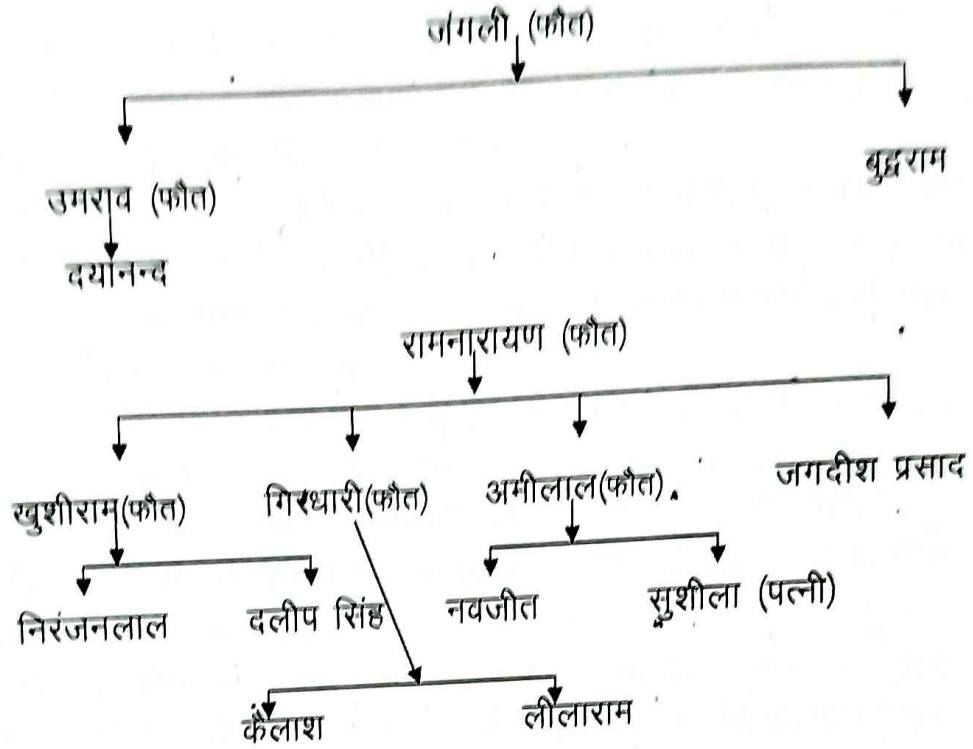 जंगली (फौत)
बुद्धराम
उमराव (फौत)
दयानन्द
रामनारायण (फौत)
खुशीराम(फौत) गिरधारी(फौत) अमीलाल(फौत) जगदीश प्रसाद
निरंजनलाल दलीप सिंह नवजीत सुशीला (पत्नी)
कैलाश लीलाराम